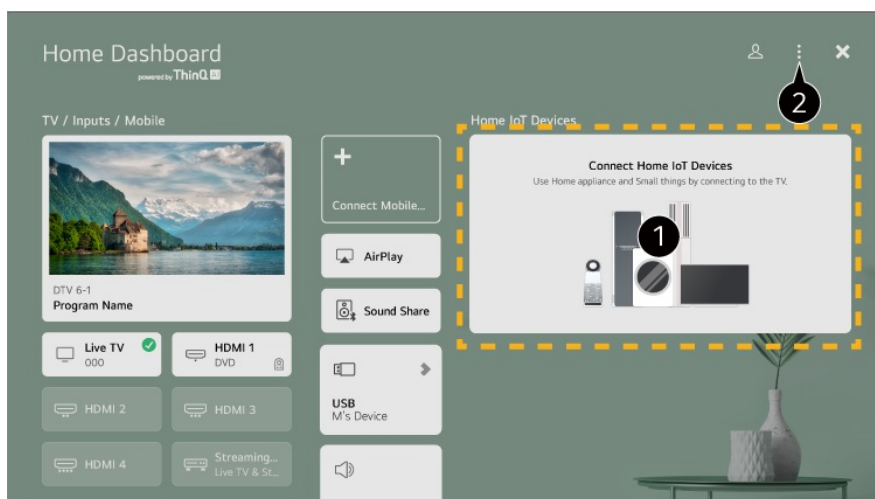 Home Dashboard
powered by ThinQ AI
2
TV / Inputs / Mobile
Home IoT Devices
Connect Home IoT Devices
Use Home appliance and Small things by connecting to the TV.
1
DTV 6-1
Program Name
Connect Mobile...
AirPlay
Sound Share
Live TV
000
HDMI 1
DVD
USB
M's Device
HDMI 2
HDMI 3
HDMI 4
Streaming...
Live TV & St...